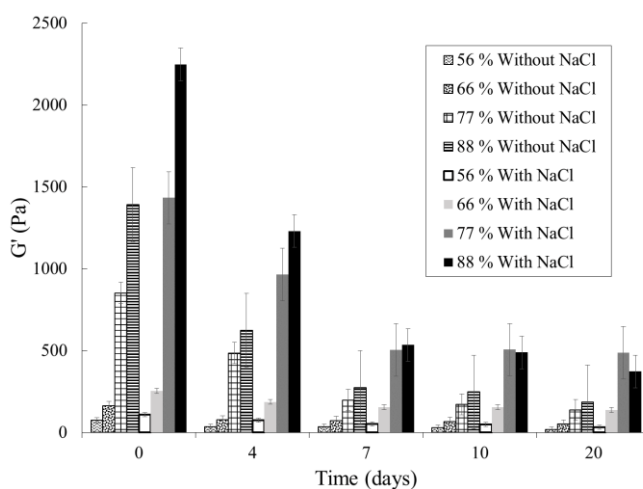 2500
2000
1500
1000
500
0
G' (Pa)
56 % Without NaCl
66 % Without NaCl
77 % Without NaCl
88 % Without NaCl
56 % With NaCl
66 % With NaCl
77 % With NaCl
88 % With NaCl
0 4 7 10 20
Time (days)